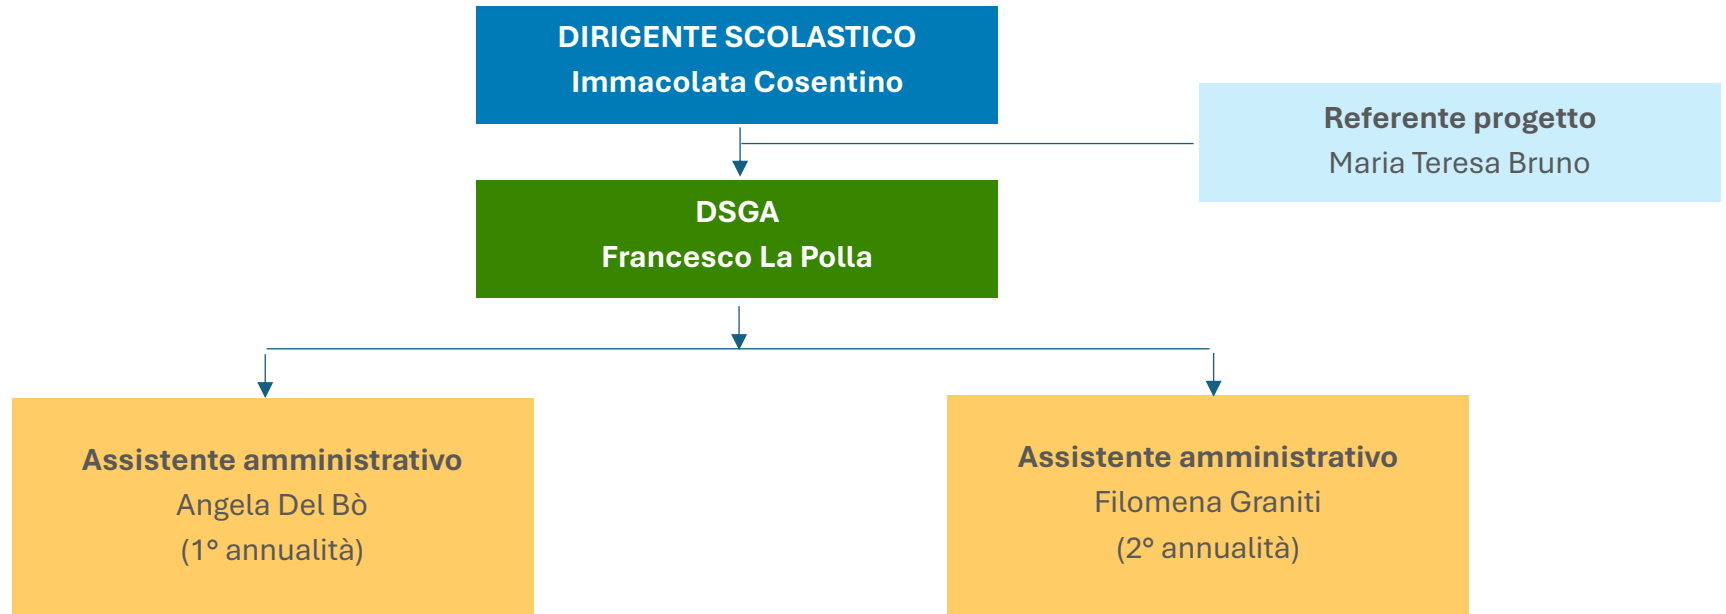 DIRIGENTE SCOLASTICO
Immacolata Cosentino
Referente progetto
Maria Teresa Bruno
DSGA
Francesco La Polla
Assistente amministrativo
Angela Del Bò
(1° annualità)
Assistente amministrativo
Filomena Graniti
(2° annualità)